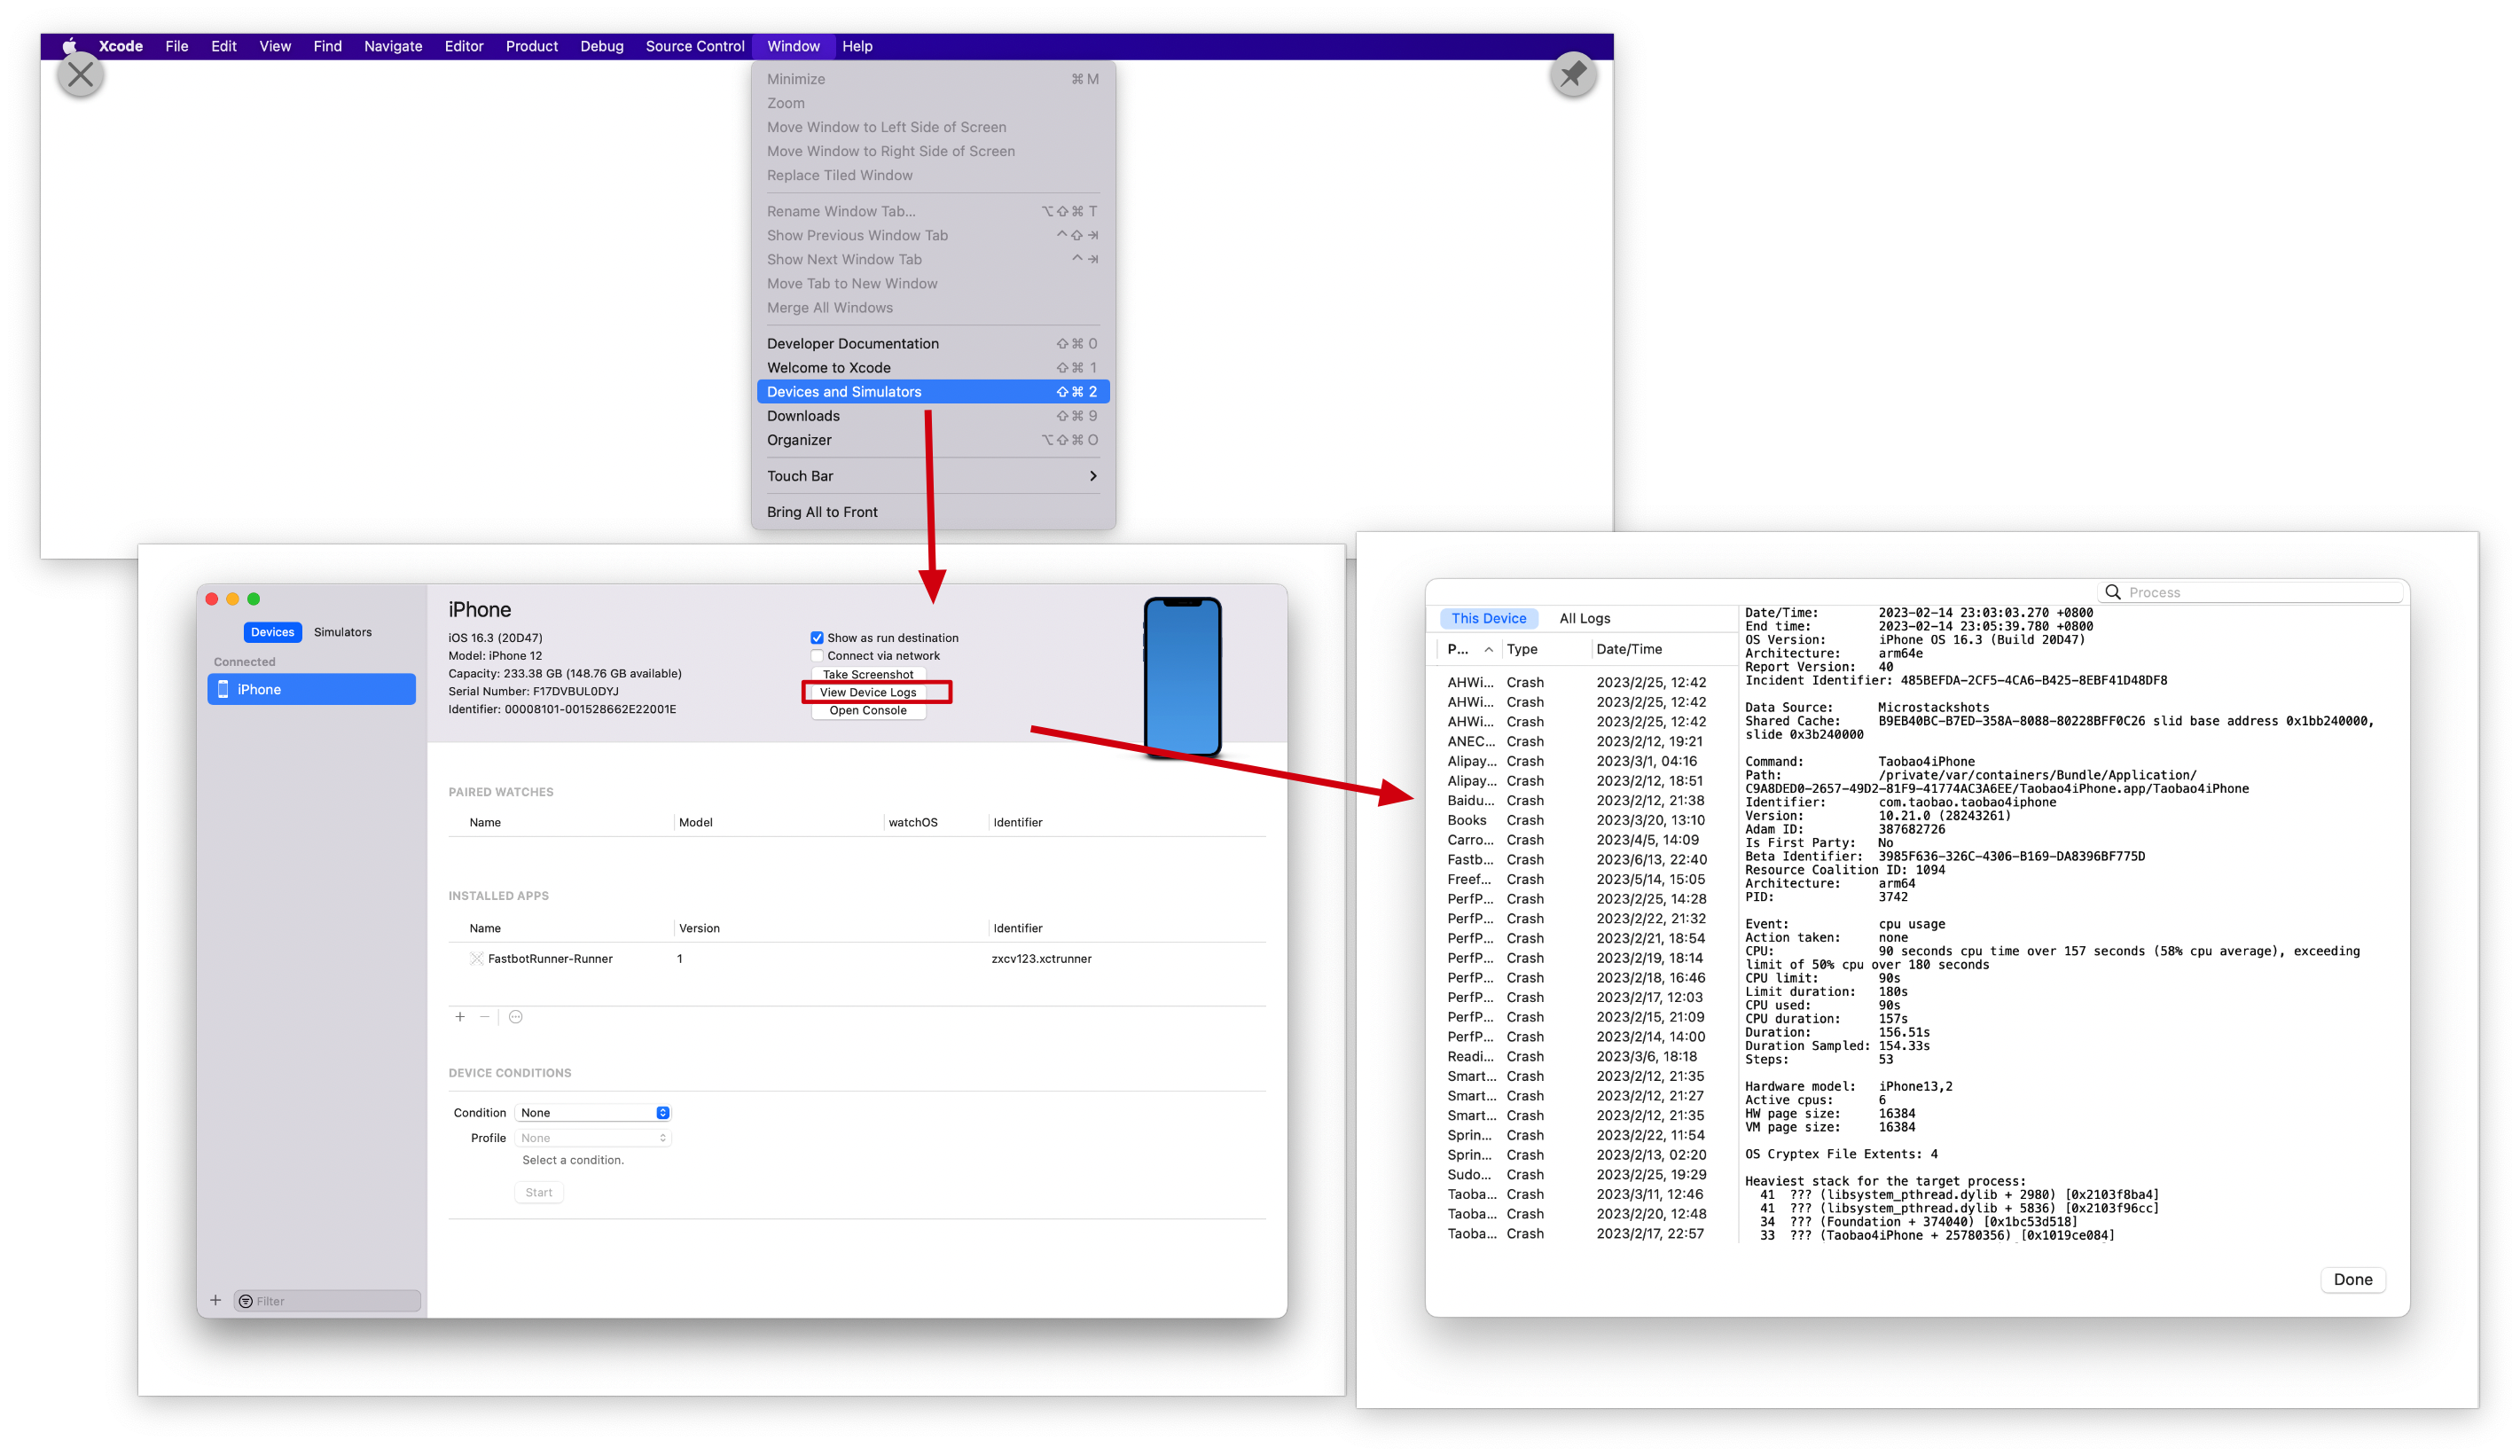 Xcode File Edit View Find Navigate Editor Product Debug Source Control Window Help
Minimize ⌘ M
Zoom
Move Window to Left Side of Screen
Move Window to Right Side of Screen
Replace Tiled Window
Rename Window Tab... ⌥⇧⌘ T
Show Previous Window Tab ^⇧⇥
Show Next Window Tab ^⇥
Move Tab to New Window
Merge All Windows
Developer Documentation ⇧⌘ 0
Welcome to Xcode ⇧⌘ 1
Devices and Simulators ⇧⌘ 2
Downloads ⇧⌘ 9
Organizer ⌥⇧⌘ O
Touch Bar
Bring All to Front
Devices Simulators
Connected
iPhone
Filter
iPhone
iOS 16.3 (20D47)
Model: iPhone 12
Capacity: 233.38 GB (148.76 GB available)
Serial Number: F17DVBUL0DYJ
Identifier: 00008101-001528662E22001E
Show as run destination
Connect via network
Take Screenshot
View Device Logs
Open Console
PAIRED WATCHES
Name Model watchOS Identifier
INSTALLED APPS
Name Version Identifier
FastbotRunner-Runner 1 zxcv123.xctrunner
DEVICE CONDITIONS
Condition None
Profile None
Select a condition.
Start
Process
This Device All Logs
P... Type Date/Time
AHWi... Crash 2023/2/25, 12:42
AHWi... Crash 2023/2/25, 12:42
AHWi... Crash 2023/2/25, 12:42
ANEC... Crash 2023/2/12, 19:21
Alipay... Crash 2023/3/1, 04:16
Alipay... Crash 2023/2/12, 18:51
Baidu... Crash 2023/2/12, 21:38
Books Crash 2023/3/20, 13:10
Carro... Crash 2023/4/5, 14:09
Fastb... Crash 2023/6/13, 22:40
Freef... Crash 2023/5/14, 15:05
PerfP... Crash 2023/2/25, 14:28
PerfP... Crash 2023/2/22, 21:32
PerfP... Crash 2023/2/21, 18:54
PerfP... Crash 2023/2/19, 18:14
PerfP... Crash 2023/2/18, 16:46
PerfP... Crash 2023/2/17, 12:03
PerfP... Crash 2023/2/15, 21:09
PerfP... Crash 2023/2/14, 14:00
Readi... Crash 2023/3/6, 18:18
Smart... Crash 2023/2/12, 21:35
Smart... Crash 2023/2/12, 21:27
Smart... Crash 2023/2/12, 21:35
Sprin... Crash 2023/2/22, 11:54
Sprin... Crash 2023/2/13, 02:20
Sudo... Crash 2023/2/25, 19:29
Taoba... Crash 2023/3/11, 12:46
Taoba... Crash 2023/2/20, 12:48
Taoba... Crash 2023/2/17, 22:57
Date/Time: 2023-02-14 23:03:03.270 +0800
End time: 2023-02-14 23:05:39.780 +0800
OS Version: iPhone OS 16.3 (Build 20D47)
Architecture: arm64e
Report Version: 40
Incident Identifier: 485BEFDA-2CF5-4CA6-B425-8EBF41D48DF8
Data Source: Microstackshots
Shared Cache: B9EB40BC-B7ED-358A-8088-80228BFF0C26 slid base address 0x1bb240000,
slide 0x3b240000
Command: Taobao4iPhone
Path: /private/var/containers/Bundle/Application/
C9A8DED0-2657-49D2-81F9-41774AC3A6EE/Taobao4iPhone.app/Taobao4iPhone
Identifier: com.taobao.taobao4iphone
Version: 10.21.0 (28243261)
Adam ID: 387682726
Is First Party: No
Beta Identifier: 3985F636-326C-4306-B169-DA8396BF775D
Resource Coalition ID: 1094
Architecture: arm64
PID: 3742
Event: cpu usage
Action taken: none
CPU: 90 seconds cpu time over 157 seconds (58% cpu average), exceeding
limit of 50% cpu over 180 seconds
CPU limit: 90s
Limit duration: 180s
CPU used: 90s
CPU duration: 157s
Duration: 156.51s
Duration Sampled: 154.33s
Steps: 53
Hardware model: iPhone13,2
Active cpus: 6
HW page size: 16384
VM page size: 16384
OS Cryptex File Extents: 4
Heaviest stack for the target process:
41 ??? (libsystem_pthread.dylib + 2980) [0x2103f8ba4]
41 ??? (libsystem_pthread.dylib + 5836) [0x2103f96cc]
34 ??? (Foundation + 374040) [0x1bc53d518]
33 ??? (Taobao4iPhone + 25780356) [0x1019ce084]
Done